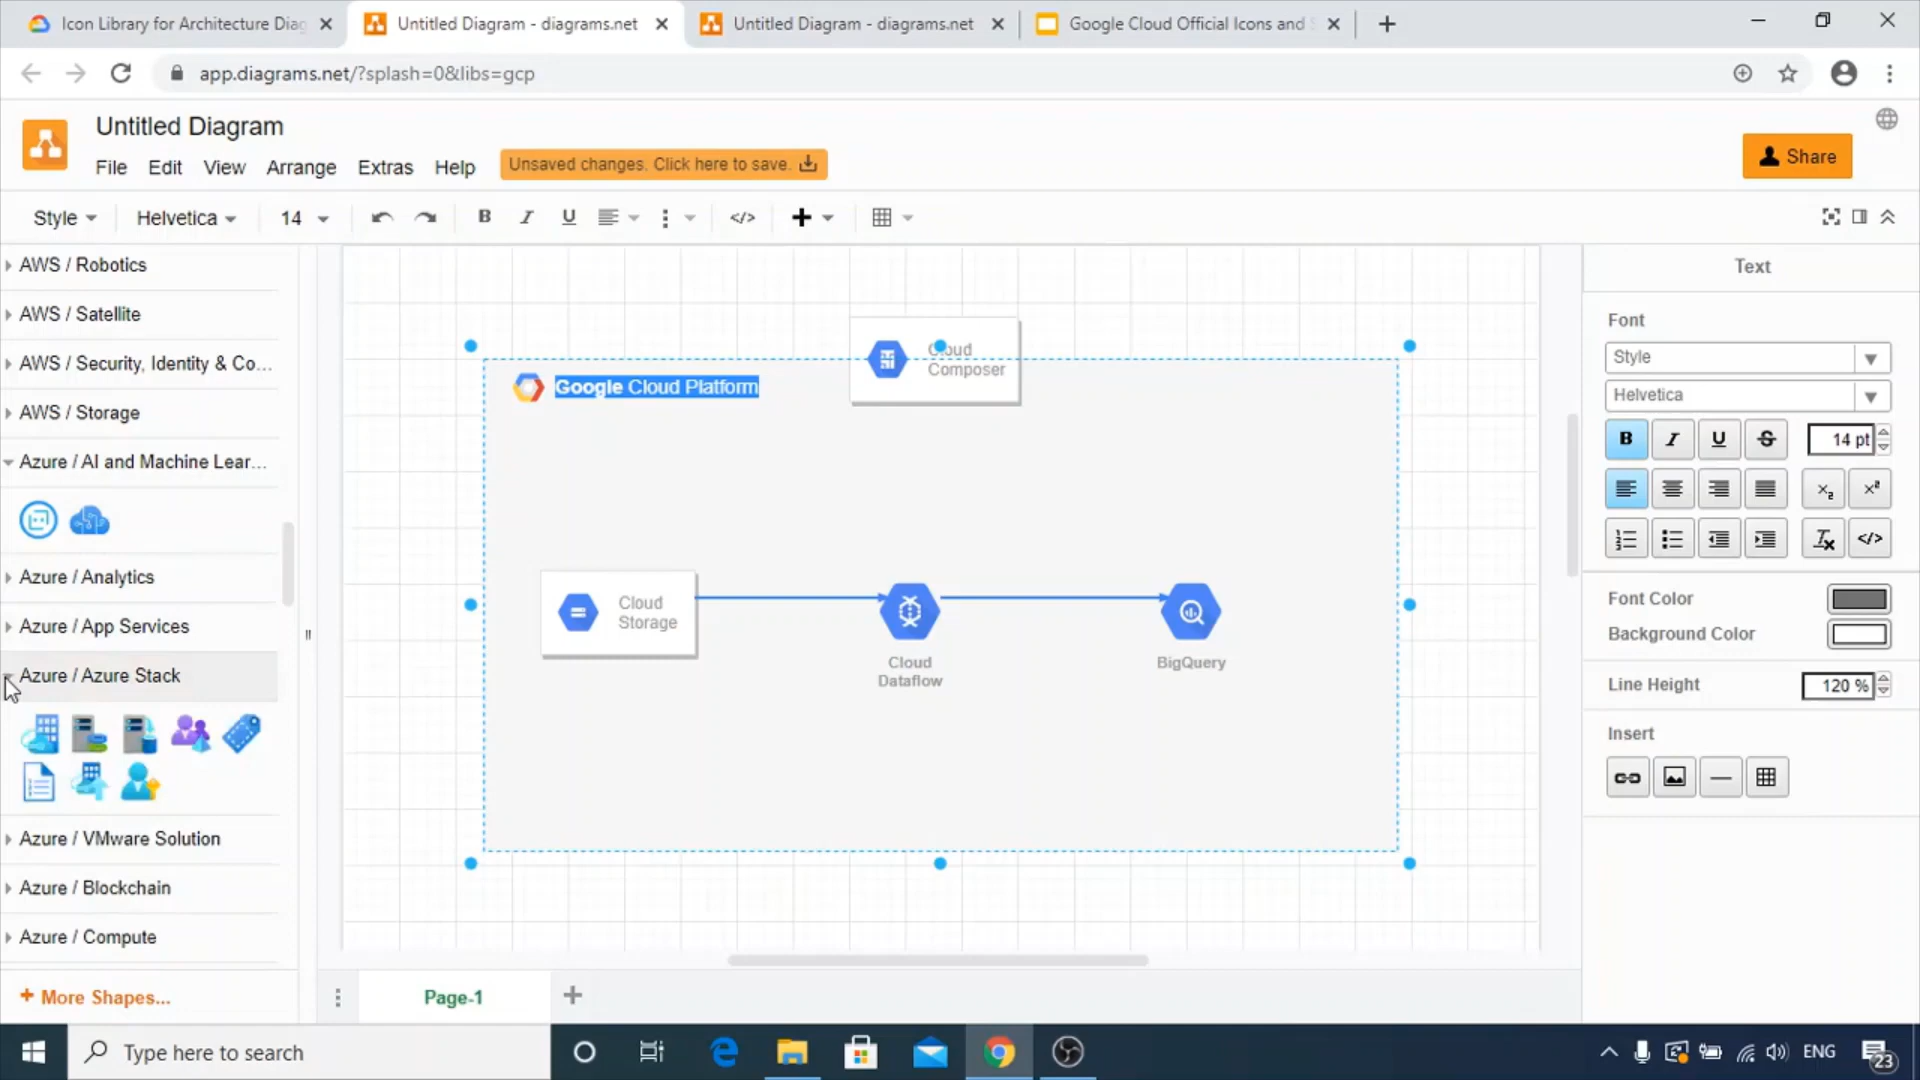 Icon Library for Architecture Diag
Untitled Diagram - diagrams.net
Untitled Diagram - diagrams.net
Google Cloud Official Icons and S
app.diagrams.net/?splash=0&libs=gcp
Untitled Diagram
File Edit View Arrange Extras Help
Unsaved changes. Click here to save.
Share
Style Helvetica 14 B I U </>
AWS / Robotics
AWS / Satellite
AWS / Security, Identity & Co...
AWS / Storage
Azure / AI and Machine Lear...
Azure / Analytics
Azure / App Services
Azure / Azure Stack
Azure / VMware Solution
Azure / Blockchain
Azure / Compute
+ More Shapes...
Cloud
Composer
Google Cloud Platform
Cloud
Storage
Cloud
Dataflow
BigQuery
Page-1
Text
Font
Style
Helvetica
B I U S 14 pt
</>
Font Color
Background Color
Line Height 120 %
Insert
Type here to search
ENG
23